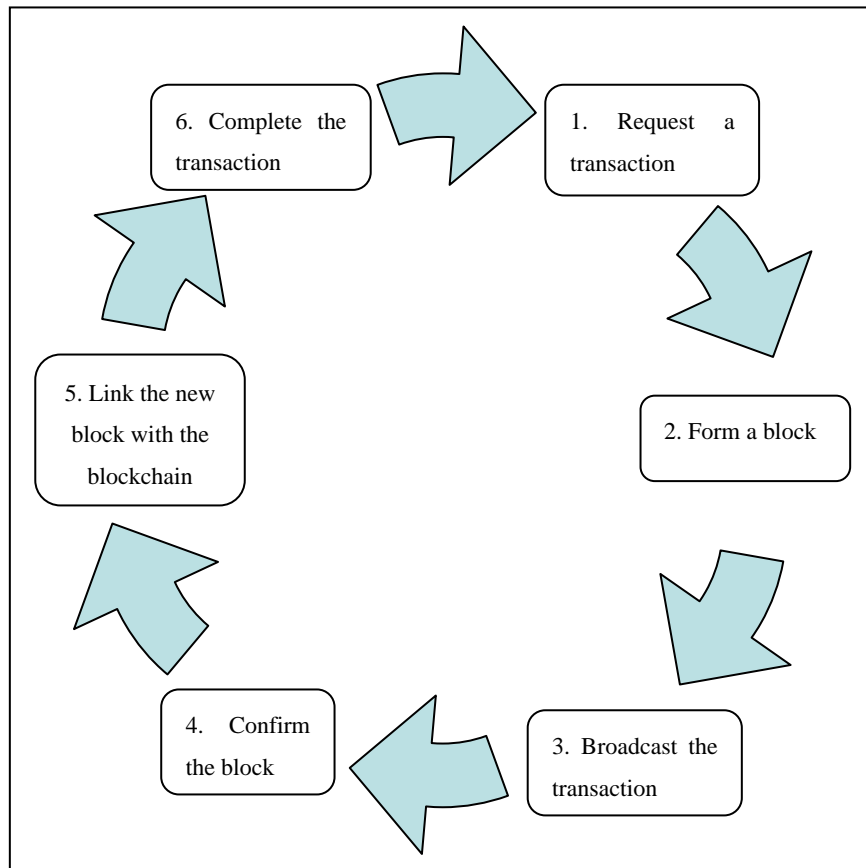 1. Request a
transaction
2. Form a block
3. Broadcast the
transaction
4. Confirm
the block
5. Link the new
block with the
blockchain
6. Complete the
transaction